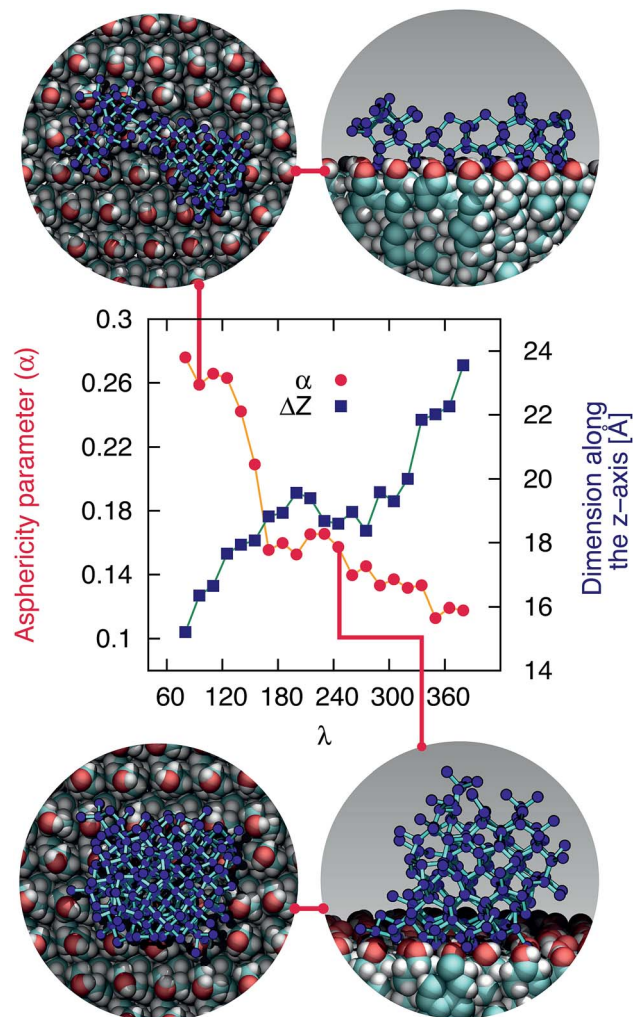 0.3
0.26
0.22
0.18
0.14
0.1
Asphericity parameter (α)
α
ΔZ
24
22
20
18
16
14
Dimension along
the z−axis [Å]
60 120 180 240 300 360
λ